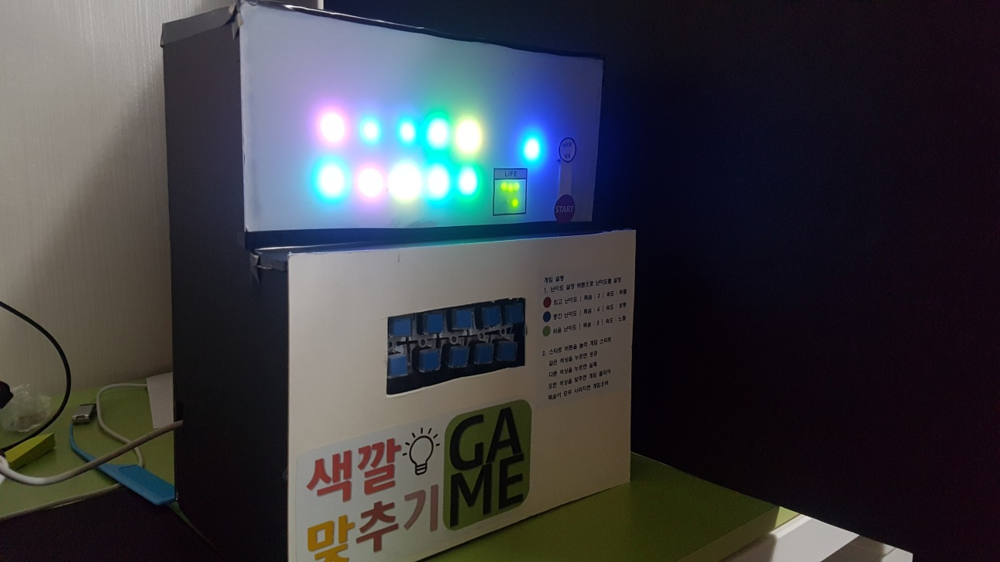 LIFE
START
게임 설명
1. 난이도 설정 버튼으로 난이도를 설정
최고 난이도 | 목숨 : 3 | 속도 : 빠름
중간 난이도 | 목숨 : 4 | 속도 : 보통
쉬움 난이도 | 목숨 : 5 | 속도 : 느림
2. 스타트 버튼을 눌러 게임 스타트
같은 색상을 누르면 성공
다른 색상을 누르면 실패
모든 색상을 맞추면 게임 클리어
목숨이 모두 사라지면 게임오버
색깔
맞추기
GA
ME